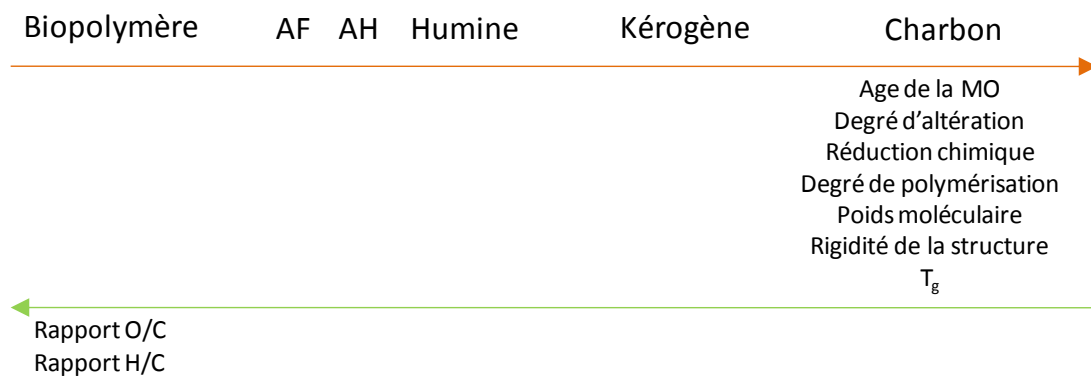 Biopolymère AF AH Humine Kérogène Charbon
Age de la MO
Degré d'altération
Réduction chimique
Degré de polymérisation
Poids moléculaire
Rigidité de la structure
Tg
Rapport O/C
Rapport H/C